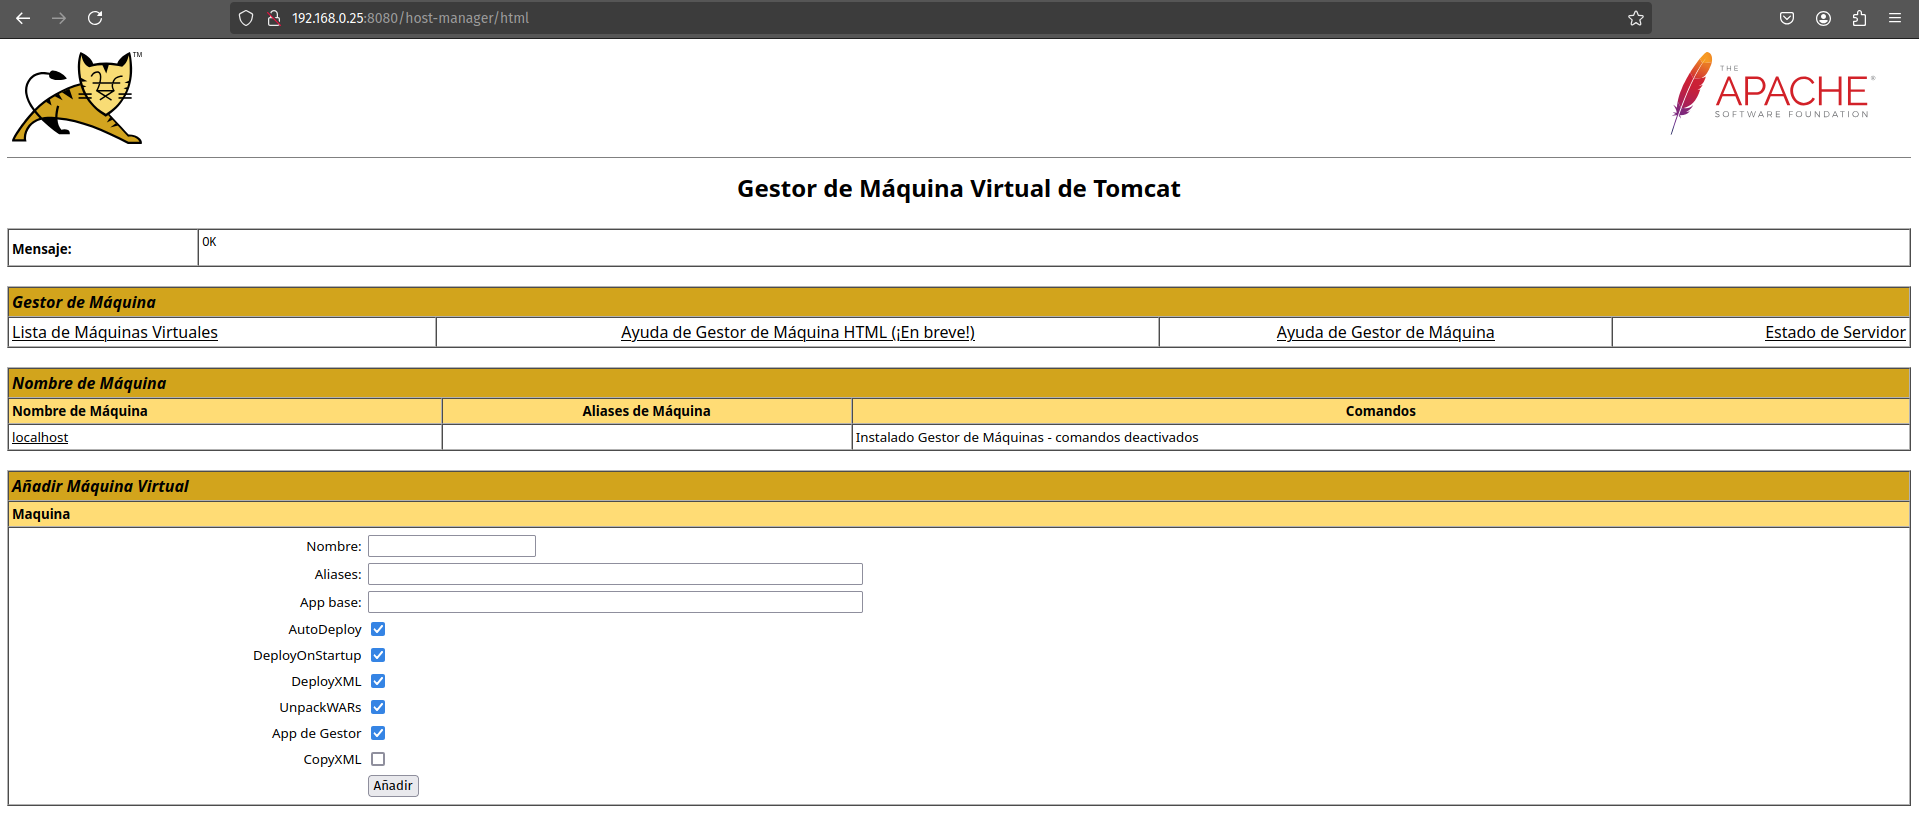 192.168.0.25:8080/host-manager/html
TM
THE
APACHE®
SOFTWARE FOUNDATION
Gestor de Máquina Virtual de Tomcat
Mensaje: OK
Gestor de Máquina
Lista de Máquinas Virtuales Ayuda de Gestor de Máquina HTML (¡En breve!) Ayuda de Gestor de Máquina Estado de Servidor
Nombre de Máquina
Nombre de Máquina Aliases de Máquina Comandos
localhost Instalado Gestor de Máquinas - comandos deactivados
Añadir Máquina Virtual
Maquina
Nombre:
Aliases:
App base:
AutoDeploy
DeployOnStartup
DeployXML
UnpackWARs
App de Gestor
CopyXML
Añadir